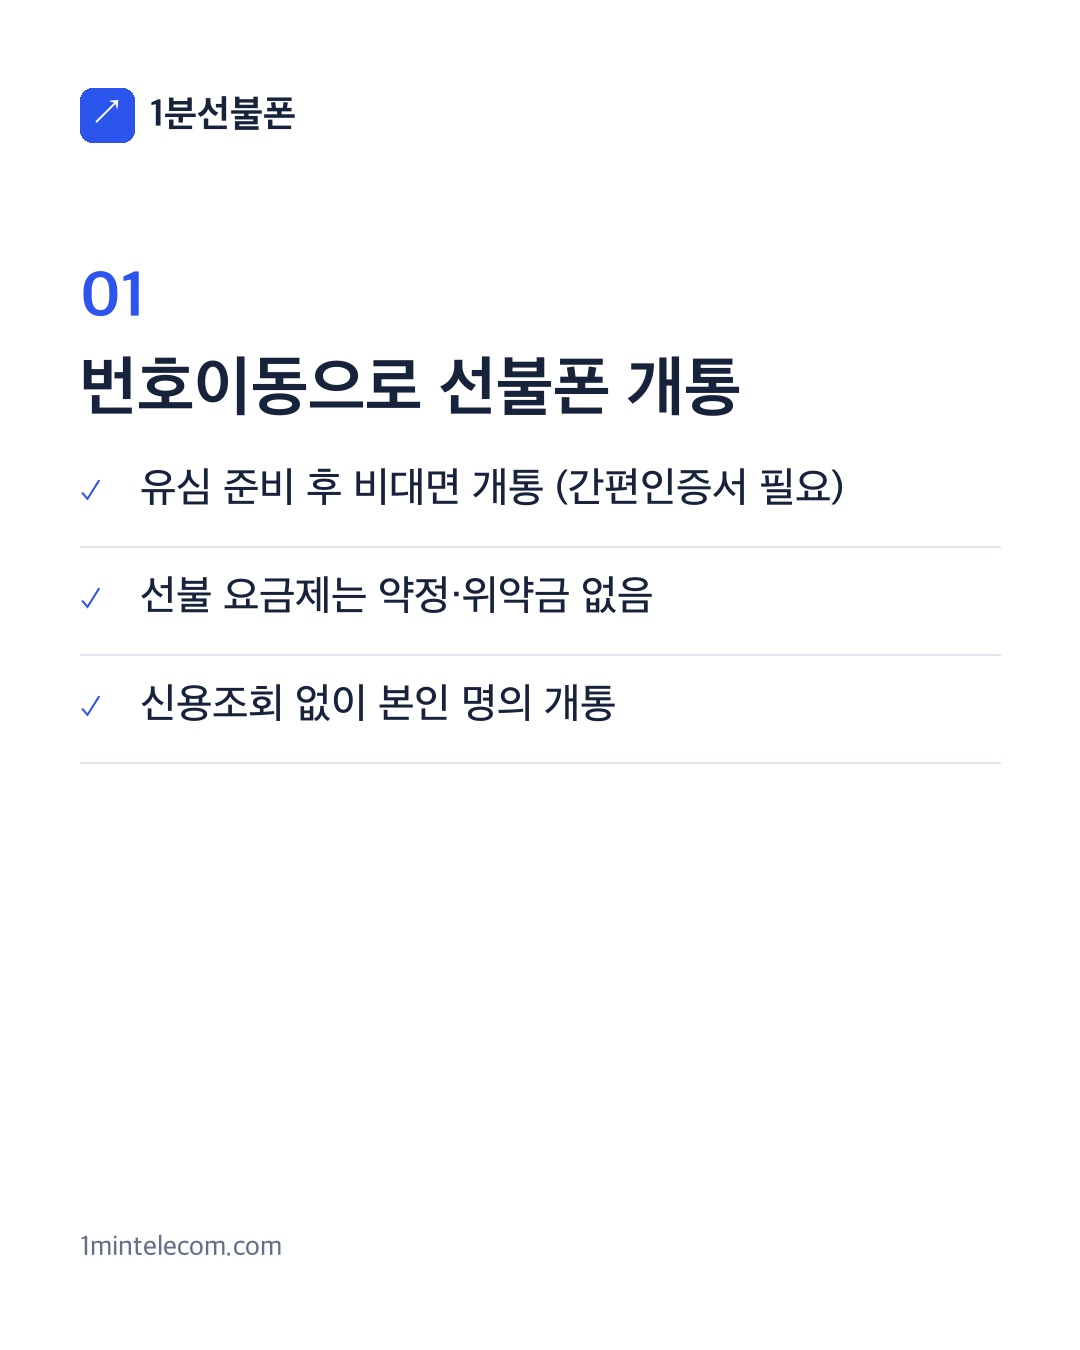 1분선불폰
01
번호이동으로 선불폰 개통
✓ 유심 준비 후 비대면 개통 (간편인증서 필요)
✓ 선불 요금제는 약정·위약금 없음
✓ 신용조회 없이 본인 명의 개통
1mintelecom.com